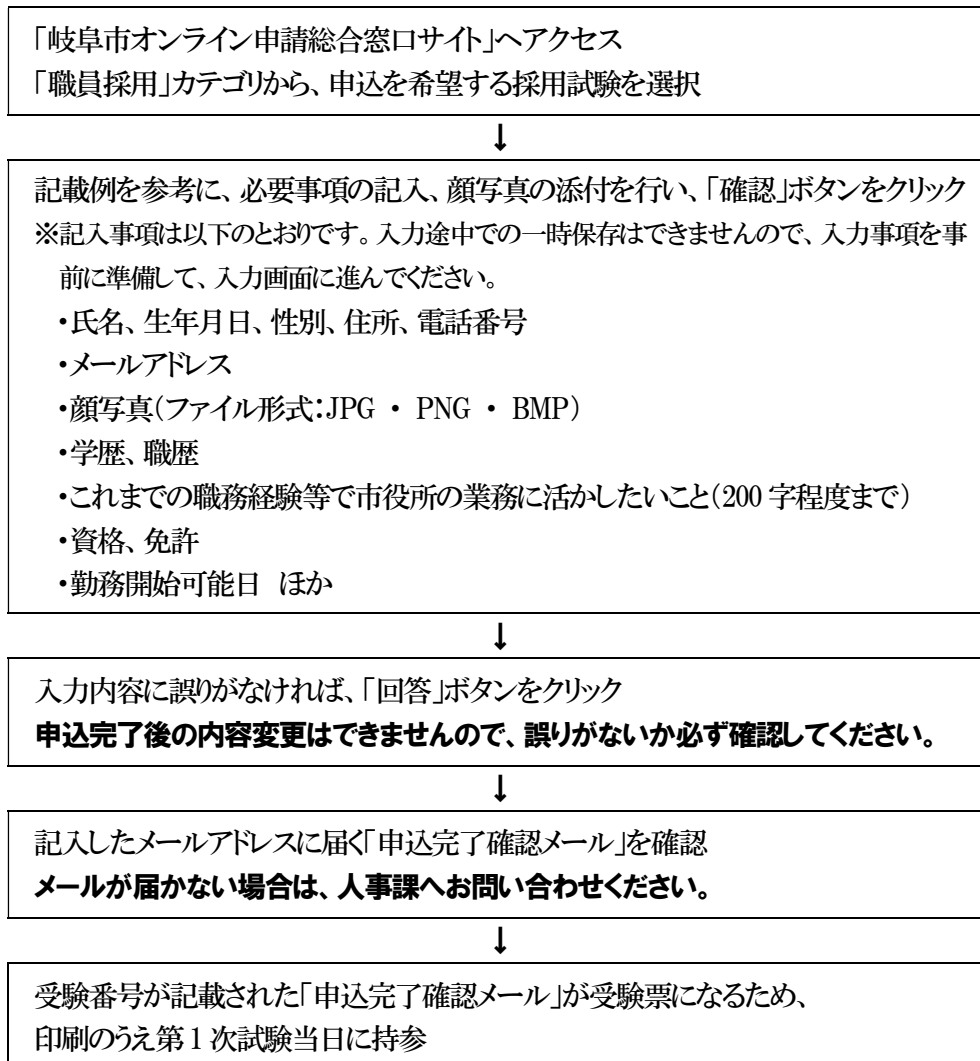 「岐阜市オンライン申請総合窓口サイト」へアクセス
「職員採用」カテゴリから、申込を希望する採用試験を選択
↓
記載例を参考に、必要事項の記入、顔写真の添付を行い、「確認」ボタンをクリック
※記入事項は以下のとおりです。入力途中での一時保存はできませんので、入力事項を事
前に準備して、入力画面に進んでください。
・氏名、生年月日、性別、住所、電話番号
・メールアドレス
・顔写真（ファイル形式：JPG ・ PNG ・ BMP）
・学歴、職歴
・これまでの職務経験等で市役所の業務に活かしたいこと（200 字程度まで）
・資格、免許
・勤務開始可能日　ほか
↓
入力内容に誤りがなければ、「回答」ボタンをクリック
申込完了後の内容変更はできませんので、誤りがないか必ず確認してください。
↓
記入したメールアドレスに届く「申込完了確認メール」を確認
メールが届かない場合は、人事課へお問い合わせください。
↓
受験番号が記載された「申込完了確認メール」が受験票になるため、
印刷のうえ第１次試験当日に持参